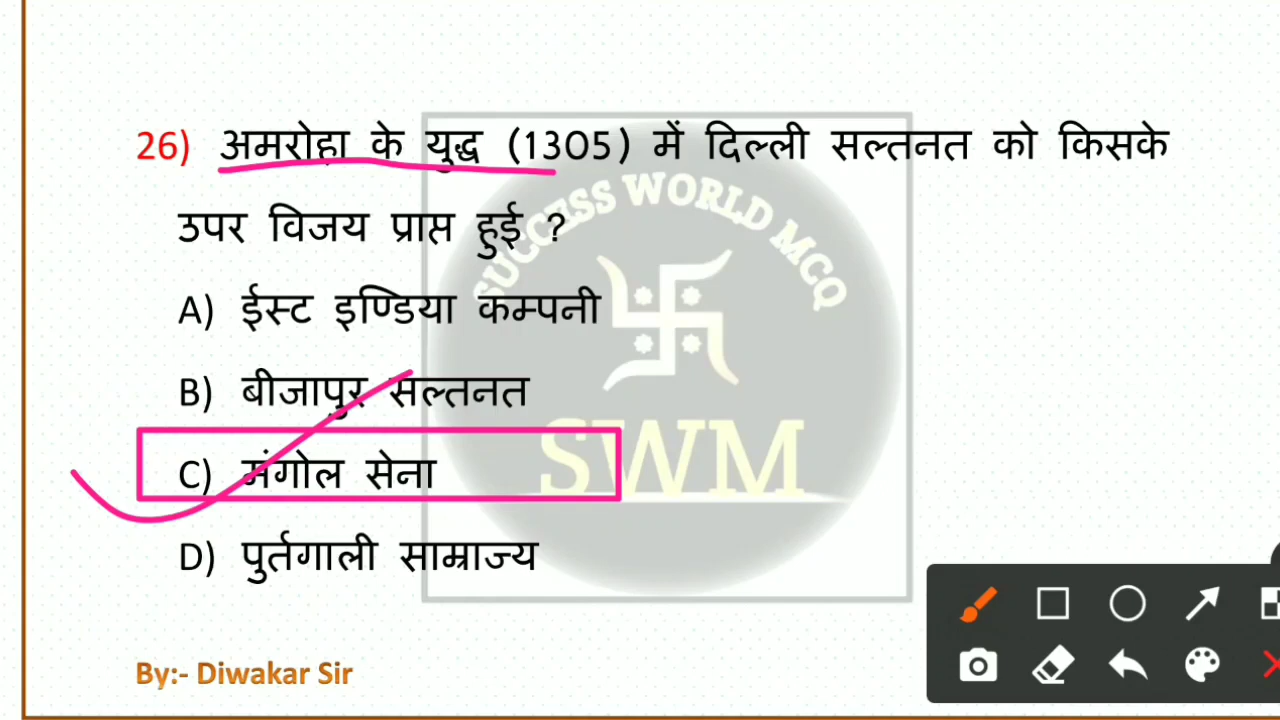 26) अमरोहा के युद्ध (1305) में दिल्ली सल्तनत को किसके
उपर विजय प्राप्त हुई ?
A) ईस्ट इण्डिया कम्पनी
B) बीजापुर सल्तनत
C) मंगोल सेना
D) पुर्तगाली साम्राज्य
SUCCESS WORLD MCQ
SWM
By:- Diwakar Sir